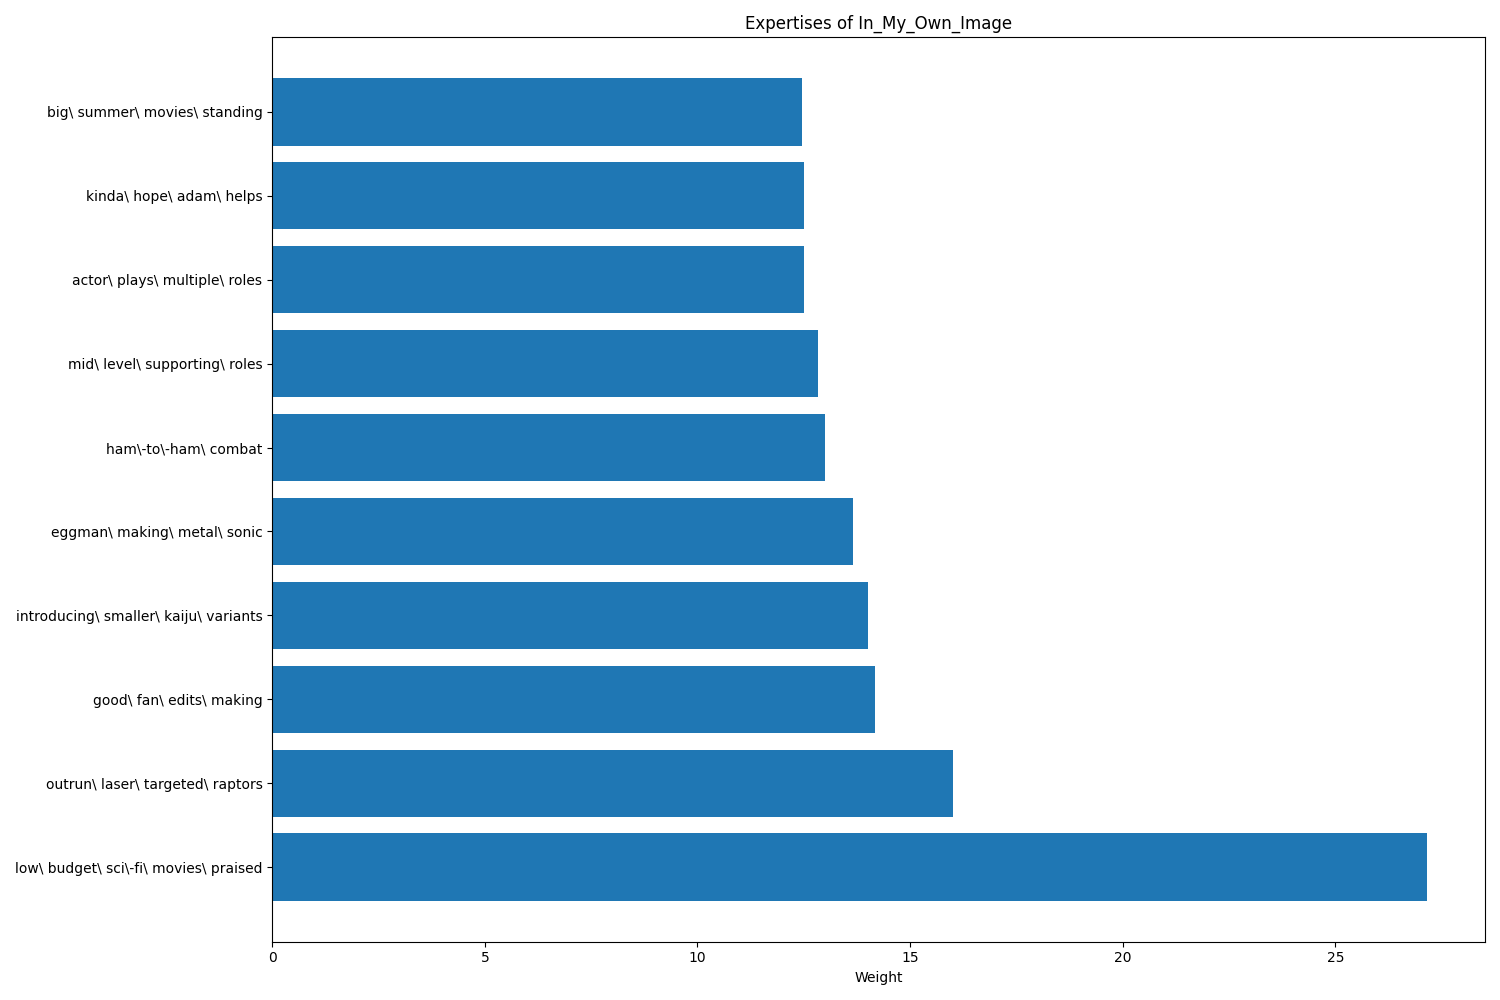 Expertises of In_My_Own_Image
big\ summer\ movies\ standing
kinda\ hope\ adam\ helps
actor\ plays\ multiple\ roles
mid\ level\ supporting\ roles
ham\-to\-ham\ combat
eggman\ making\ metal\ sonic
introducing\ smaller\ kaiju\ variants
good\ fan\ edits\ making
outrun\ laser\ targeted\ raptors
low\ budget\ sci\-fi\ movies\ praised
0 5 10 15 20 25
Weight